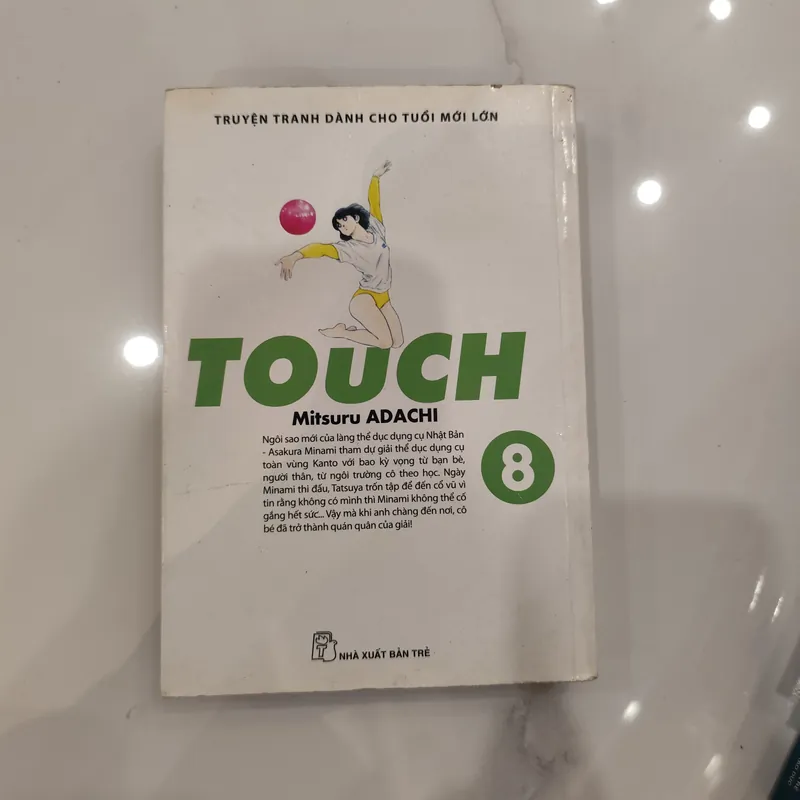 TRUYỆN TRANH DÀNH CHO TUỔI MỚI LỚN
TOUCH
Mitsuru ADACHI
Ngôi sao mới của làng thể dục dụng cụ Nhật Bản
- Asakura Minami tham dự giải thể dục dụng cụ
toàn vùng Kanto với bao kỳ vọng từ bạn bè,
người thân, từ ngôi trường cô theo học. Ngày
Minami thi đấu, Tatsuya trốn tập để đến cổ vũ vì
tin rằng không có mình thì Minami không thể cố
gắng hết sức... Vậy mà khi anh chàng đến nơi, cô
bé đã trở thành quán quân của giải!
8
NHÀ XUẤT BẢN TRẺ